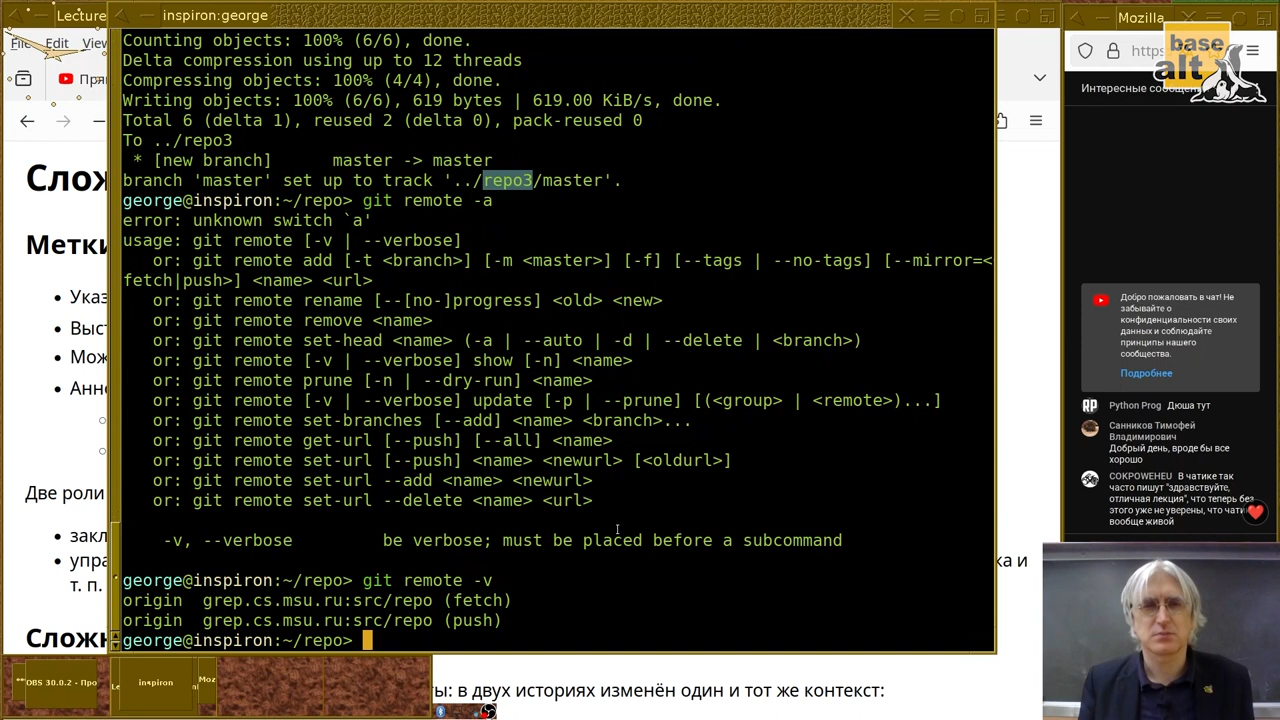 Lecture
inspiron:george
Mozilla
File Edit View
Counting objects: 100% (6/6), done.
Delta compression using up to 12 threads
Compressing objects: 100% (4/4), done.
Writing objects: 100% (6/6), 619 bytes | 619.00 KiB/s, done.
Total 6 (delta 1), reused 2 (delta 0), pack-reused 0
To ../repo3
 * [new branch]      master -> master
branch 'master' set up to track '../repo3/master'.
george@inspiron:~/repo> git remote -a
error: unknown switch `a'
usage: git remote [-v | --verbose]
   or: git remote add [-t <branch>] [-m <master>] [-f] [--tags | --no-tags] [--mirror=<
fetch|push>] <name> <url>
   or: git remote rename [--[no-]progress] <old> <new>
   or: git remote remove <name>
   or: git remote set-head <name> (-a | --auto | -d | --delete | <branch>)
   or: git remote [-v | --verbose] show [-n] <name>
   or: git remote prune [-n | --dry-run] <name>
   or: git remote [-v | --verbose] update [-p | --prune] [(<group> | <remote>)...]
   or: git remote set-branches [--add] <name> <branch>...
   or: git remote get-url [--push] [--all] <name>
   or: git remote set-url [--push] <name> <newurl> [<oldurl>]
   or: git remote set-url --add <name> <newurl>
   or: git remote set-url --delete <name> <url>
    -v, --verbose         be verbose; must be placed before a subcommand
george@inspiron:~/repo> git remote -v
origin  grep.cs.msu.ru:src/repo (fetch)
origin  grep.cs.msu.ru:src/repo (push)
george@inspiron:~/repo>
Метки
Две роли
т. п.
в двух историях изменён один и тот же контекст:
OBS 30.0.2 - Про
inspiron
Moz
https
base
alt
Интересные сообщен
Добро пожаловать в чат! Не
забывайте о
конфиденциальности своих
данных и соблюдайте
принципы нашего
сообщества.
Подробнее
RP Python Prog Дюша тут
Санников Тимофей
Владимирович
Добрый день, вроде бы все
хорошо
COKPOWEHEU В чатике так
часто пишут "здравствуйте,
отличная лекция", что теперь без
этого уже не уверены, что чатик
вообще живой